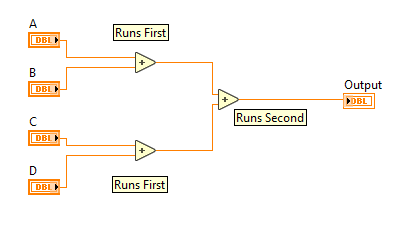 A
Runs First
DBL
B
DBL
Output
DBL
Runs Second
C
DBL
D
DBL
Runs First